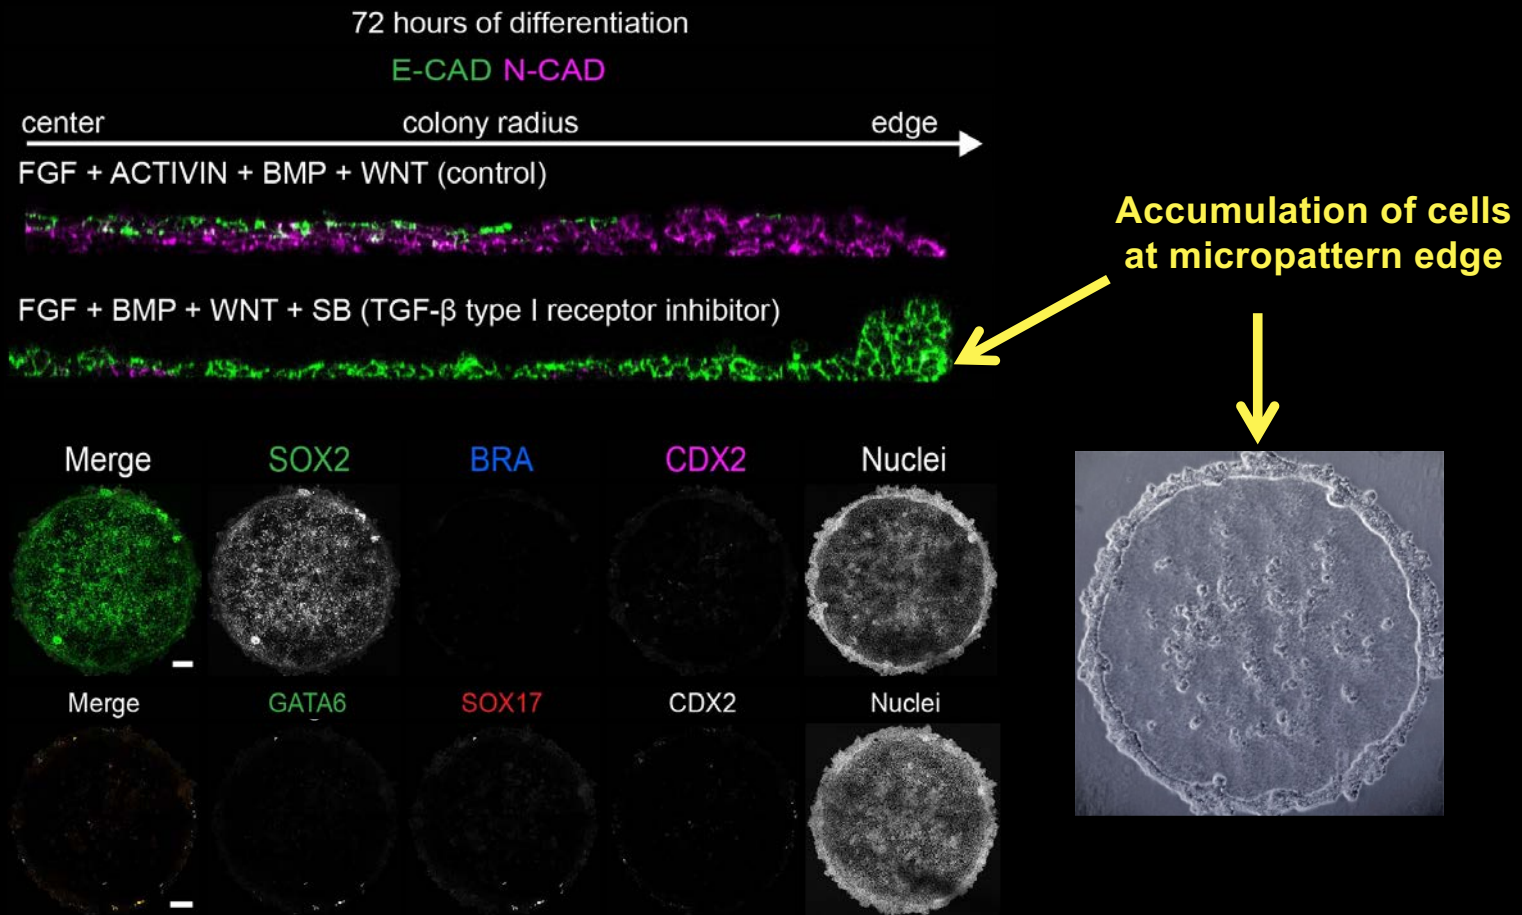 72 hours of differentiation
E-CAD N-CAD
center colony radius edge
FGF + ACTIVIN + BMP + WNT (control)
FGF + BMP + WNT + SB (TGF-β type I receptor inhibitor)
Accumulation of cells
at micropattern edge
Merge SOX2 BRA CDX2 Nuclei
Merge GATA6 SOX17 CDX2 Nuclei